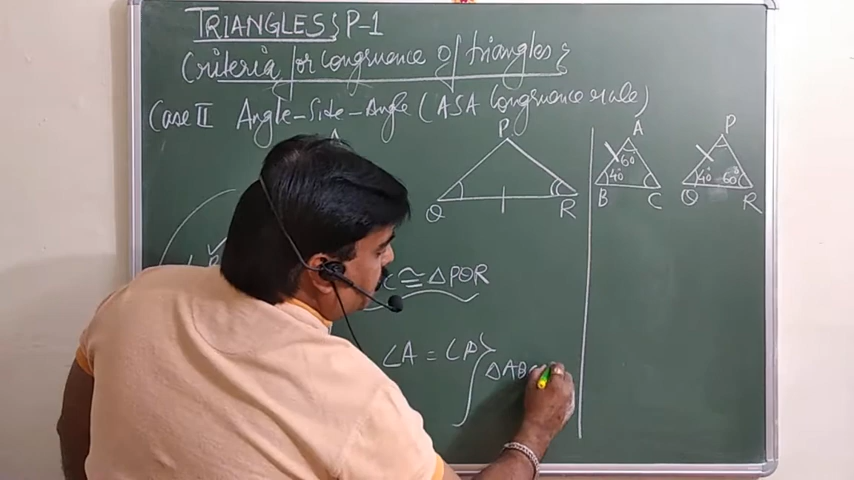 TRIANGLES P-1
Criteria for congruence of triangles
Case II Angle-Side-Angle (ASA Congruence rule)
P
Q R
A
60°
40°
B C
P
40° 60°
Q R
C ≅ △PQR
∠A = ∠P
△AB